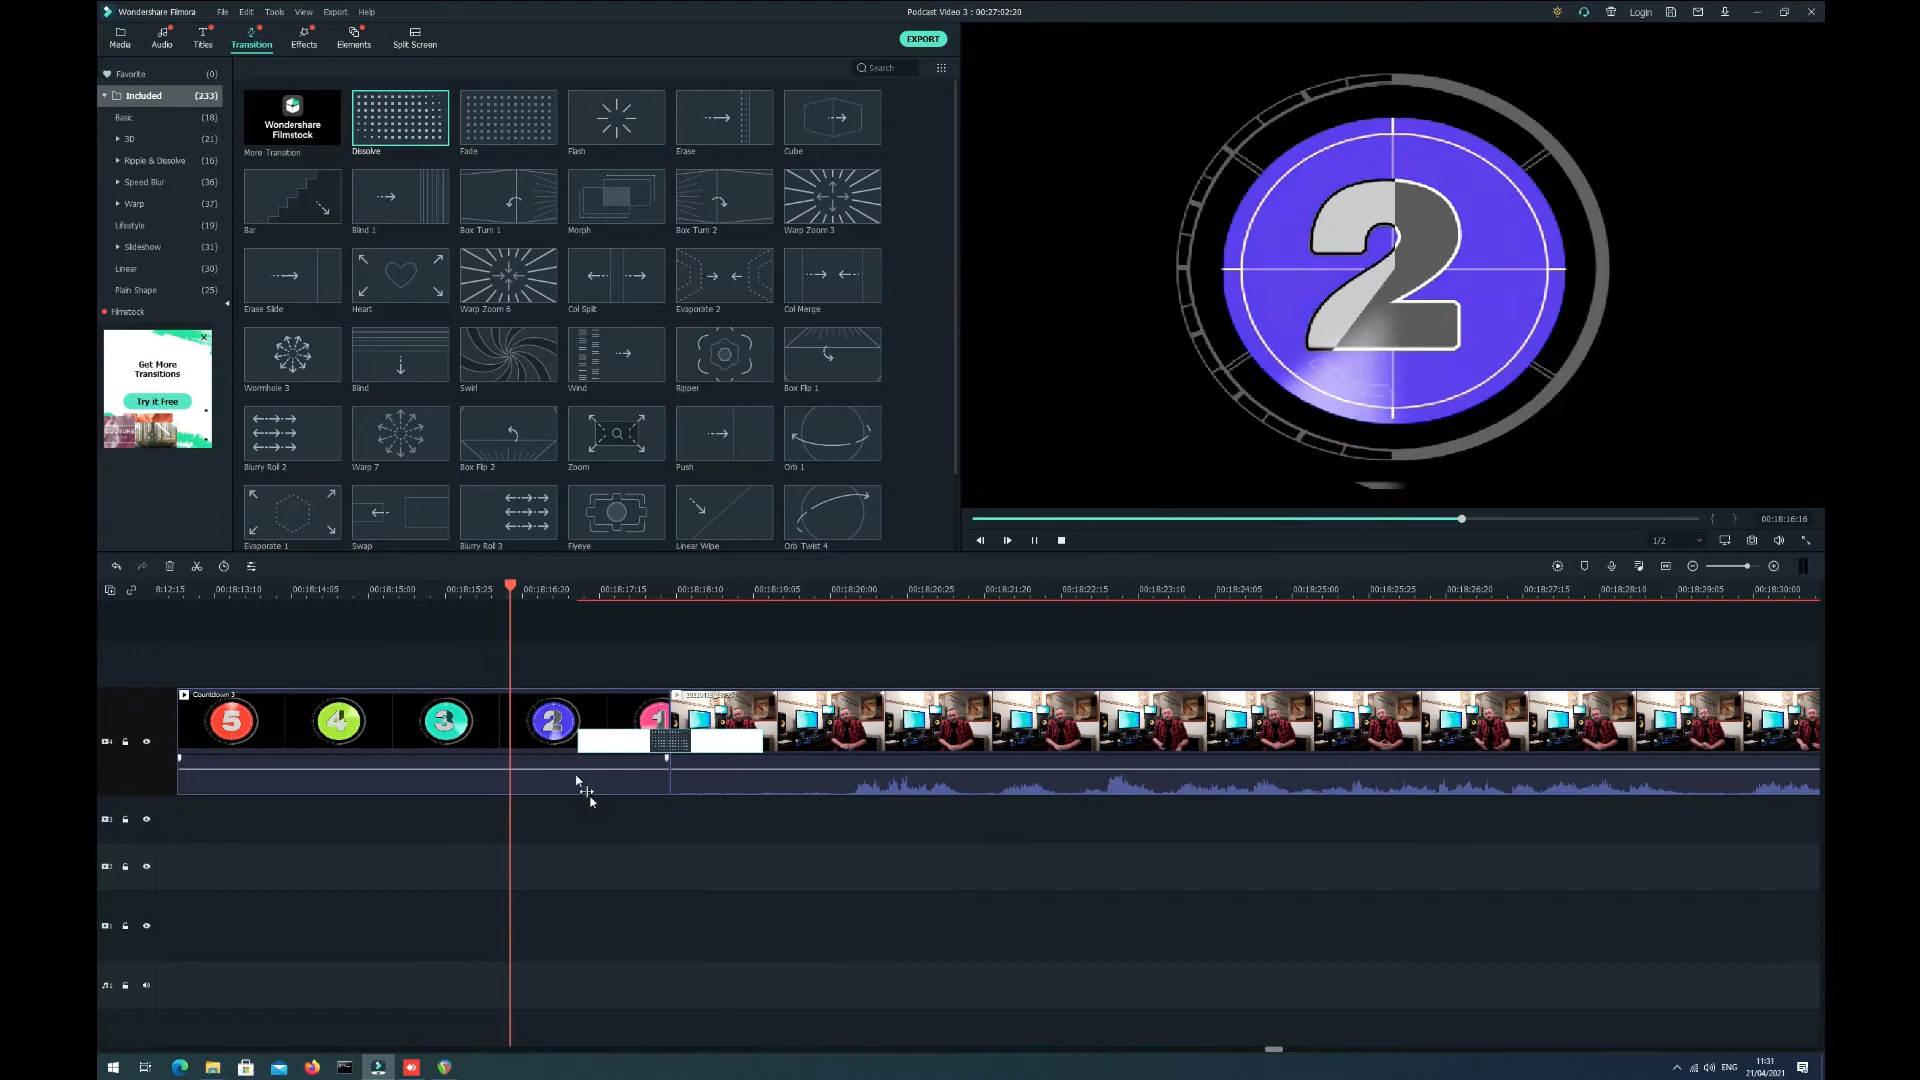 Wondershare Filmora File Edit Tools View Export Help Podcast Video 3 : 00:27:02:20 Login
Media Audio Titles Transition Effects Elements Split Screen EXPORT
Search
Favorite (0)
Included (233)
Basic (18)
3D (21)
Ripple & Dissolve (16)
Speed Blur (36)
Warp (37)
Lifestyle (19)
Slideshow (31)
Linear (30)
Plain Shape (25)
Filmstock
Get More
Transitions
Try it Free
Wondershare
Filmstock
More Transition Dissolve Fade Flash Erase Cube
Bar Blind 1 Box Turn 1 Morph Box Turn 2 Warp Zoom 3
Erase Slide Heart Warp Zoom 6 Col Split Evaporate 2 Col Merge
Wormhole 3 Blind Swirl Wind Ripper Box Flip 1
Blurry Roll 2 Warp 7 Box Flip 2 Zoom Push Orb 1
Evaporate 1 Swap Blurry Roll 3 Flyeye Linear Wipe Orb Twist 4
2
00:18:16:16
1/2
8:12:15 00:18:13:10 00:18:14:05 00:18:15:00 00:18:15:25 00:18:16:20 00:18:17:15 00:18:18:10 00:18:19:05 00:18:20:00 00:18:20:25 00:18:21:20 00:18:22:15 00:18:23:10 00:18:24:05 00:18:25:00 00:18:25:25 00:18:26:20 00:18:27:15 00:18:28:10 00:18:29:05 00:18:30:00
Countdown 3
5 4 3 2 1
4
3
2
1
1
ENG
11:31
21/04/2021